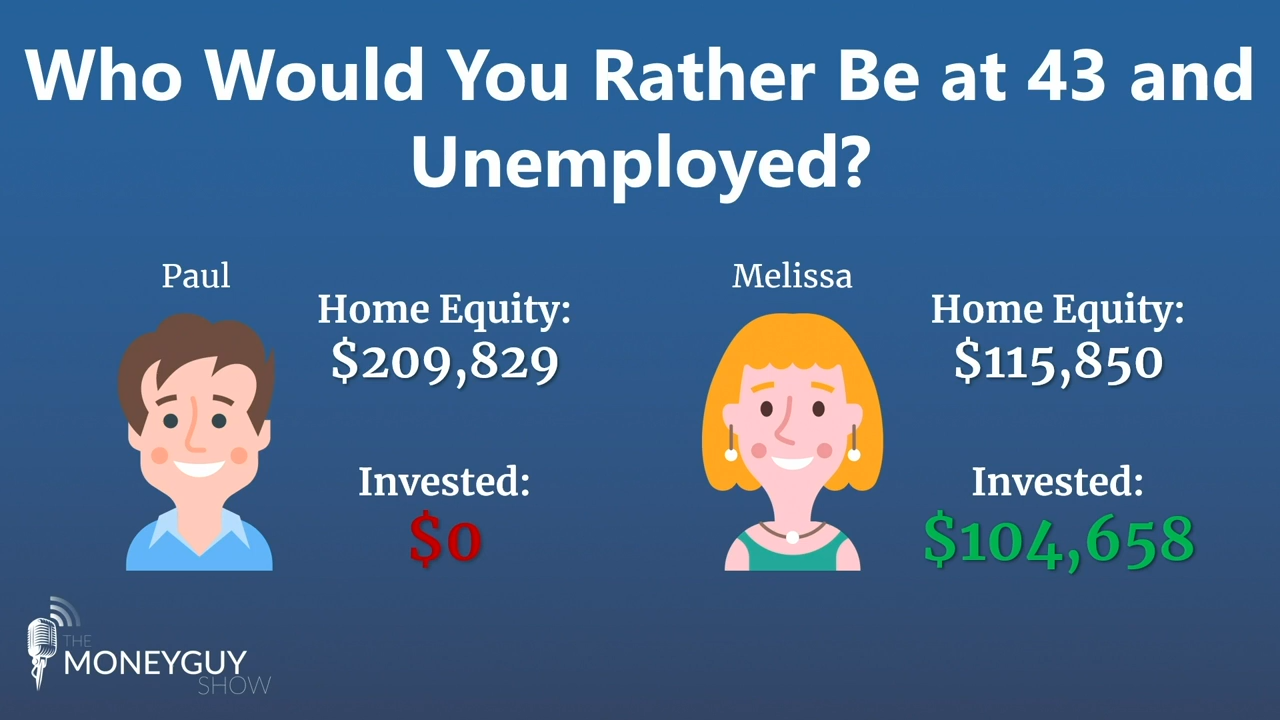 Who Would You Rather Be at 43 and
Unemployed?
Paul
Home Equity:
$209,829
Invested:
$0
Melissa
Home Equity:
$115,850
Invested:
$104,658
THE
MONEYGUY
SHOW